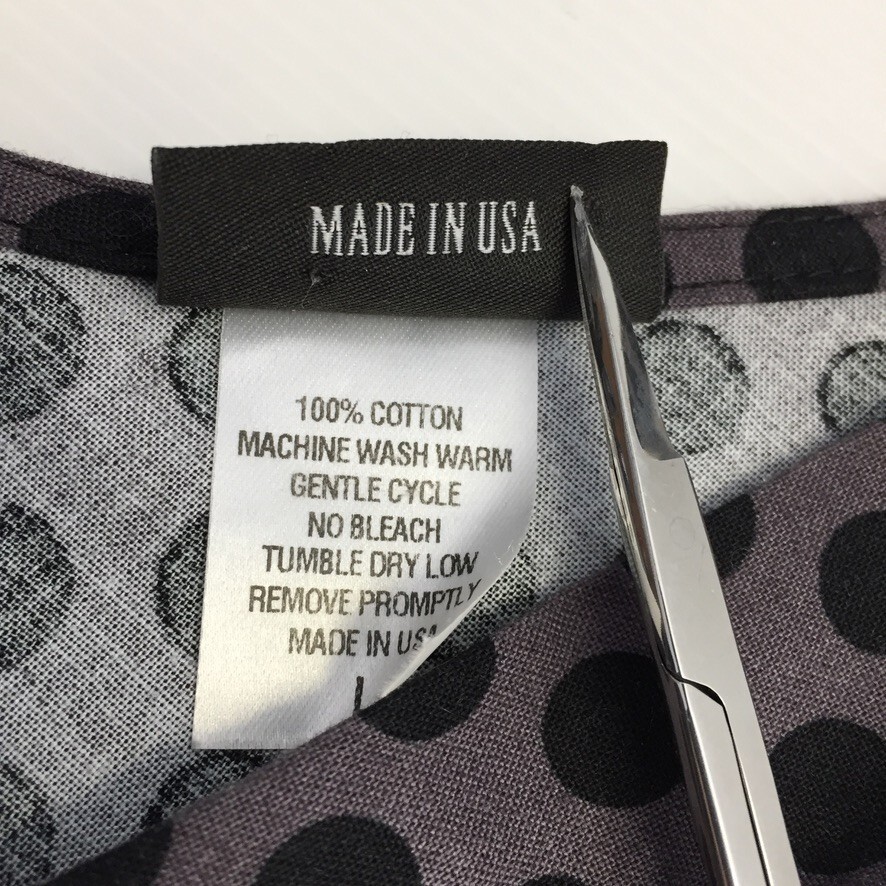 MADE IN USA
100% COTTON
MACHINE WASH WARM
GENTLE CYCLE
NO BLEACH
TUMBLE DRY LOW
REMOVE PROMPTLY
MADE IN USA